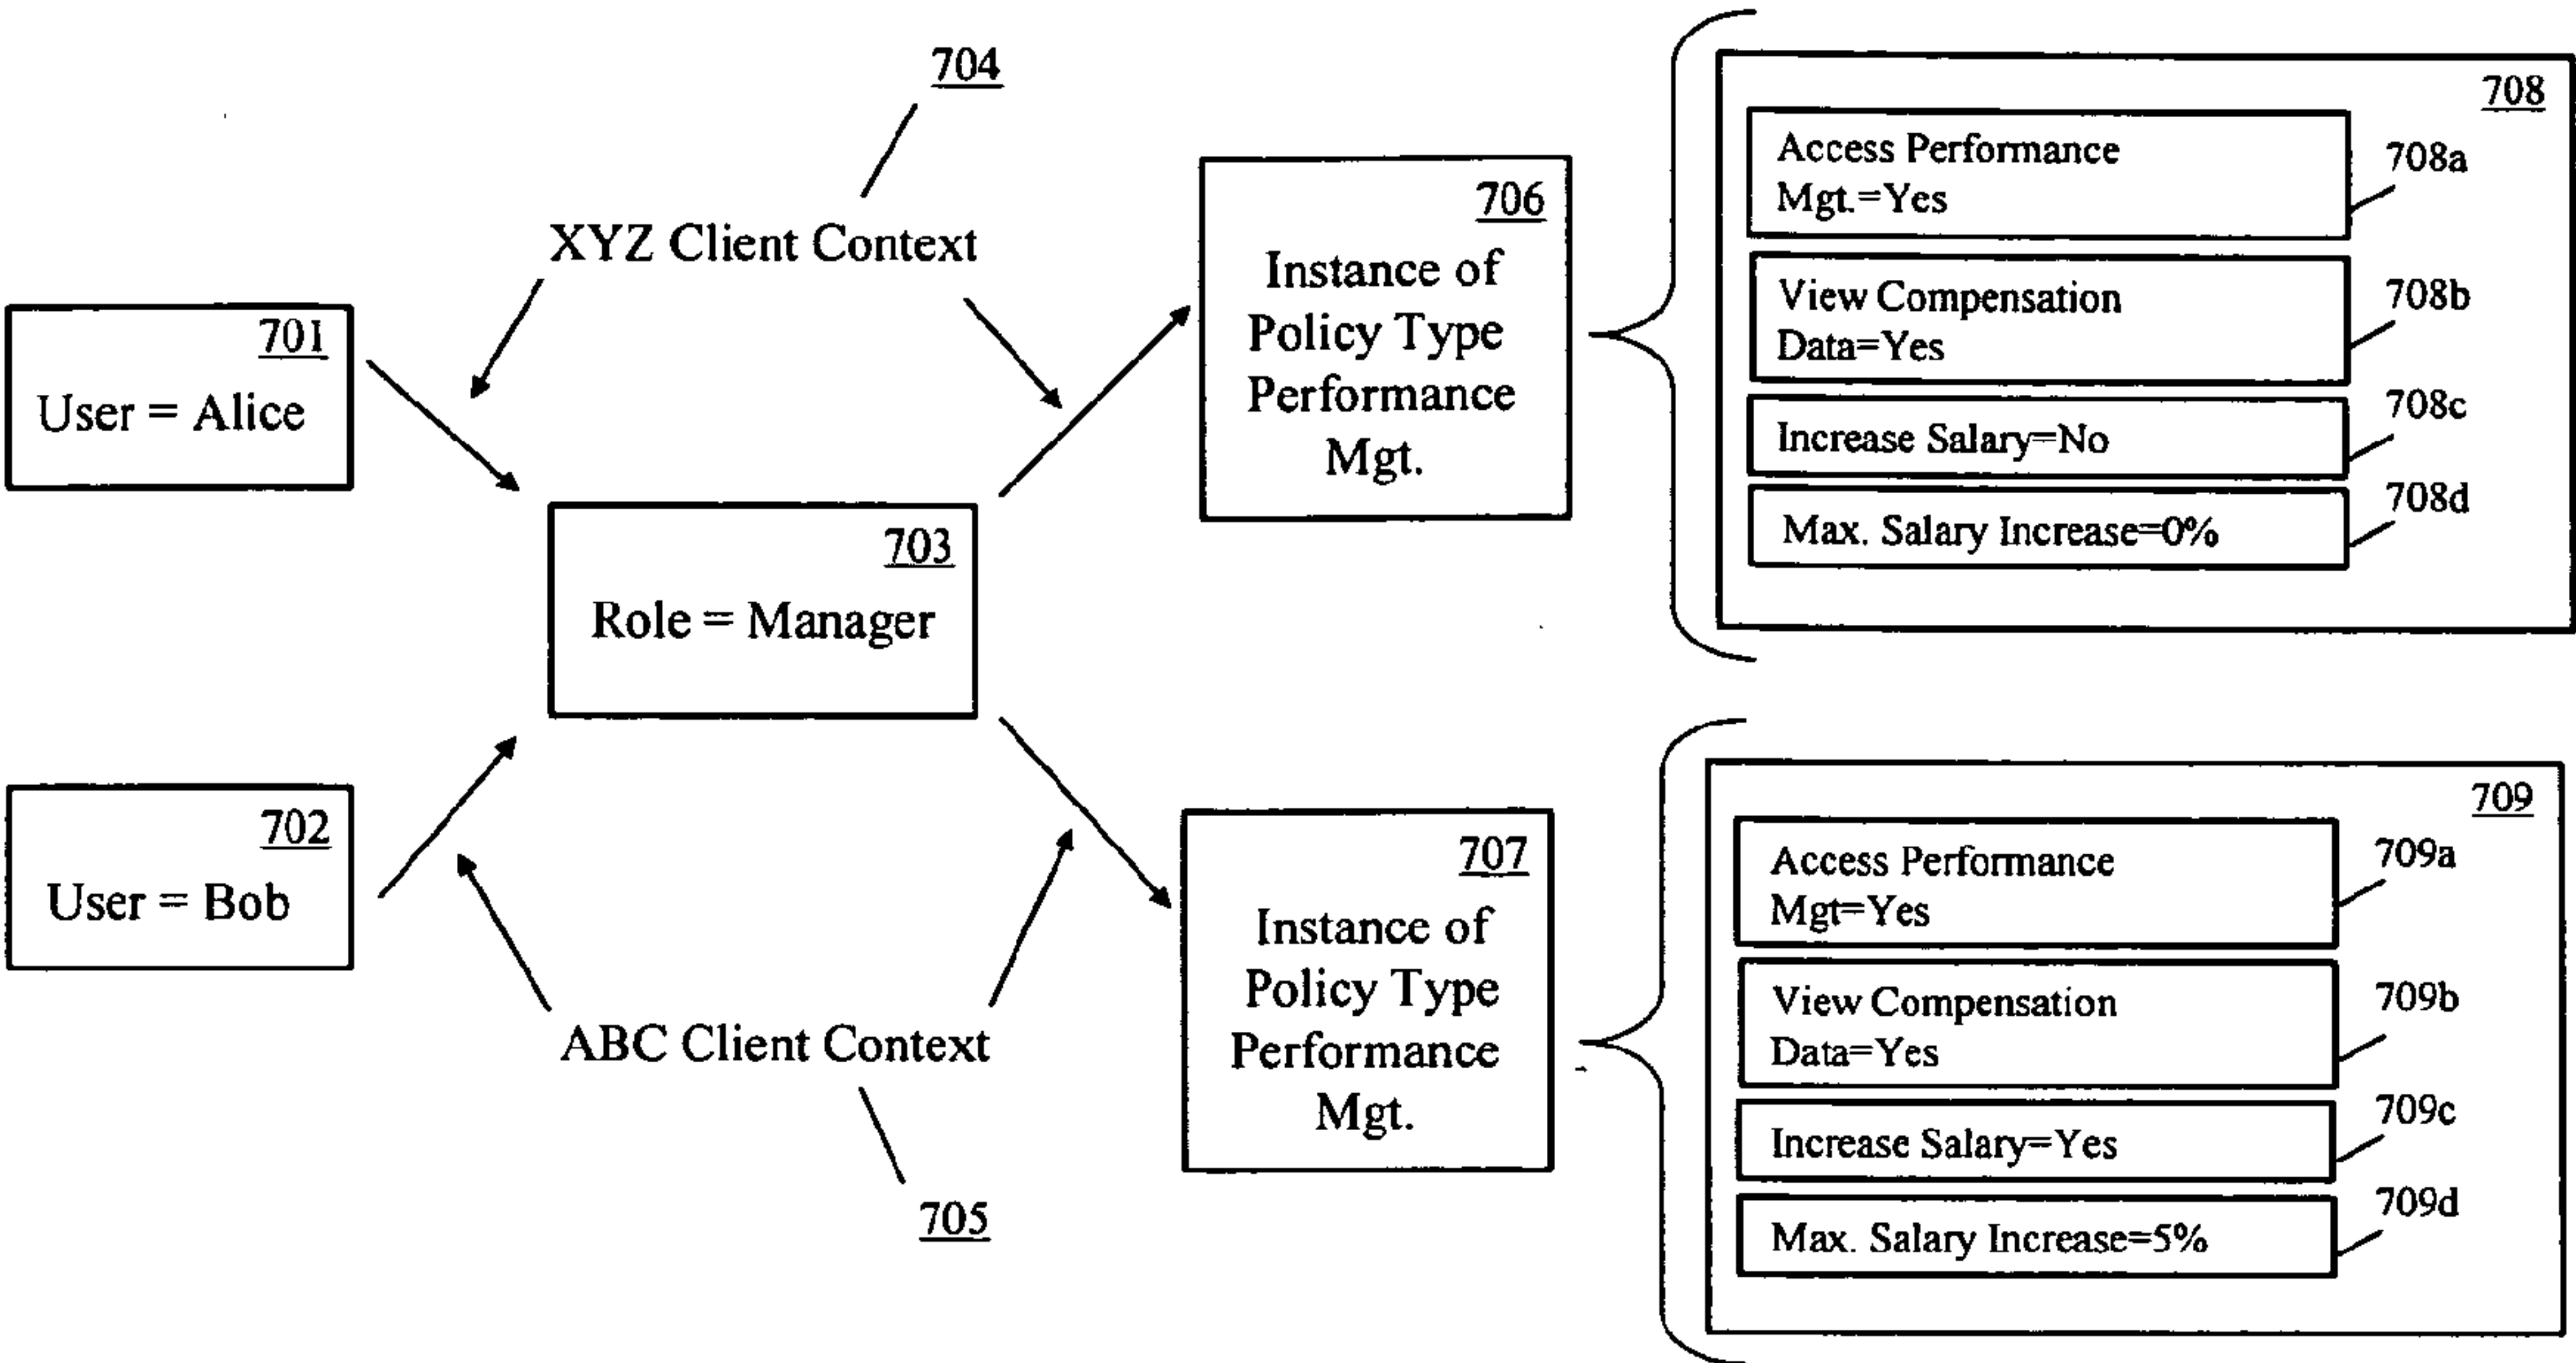 704
XYZ Client Context
701
User = Alice
703
Role = Manager
702
User = Bob
ABC Client Context
705
706
Instance of
Policy Type
Performance
Mgt.
707
Instance of
Policy Type
Performance
Mgt.
708
Access Performance
Mgt.=Yes
708a
View Compensation
Data=Yes
708b
Increase Salary=No
708c
Max. Salary Increase=0%
708d
709
Access Performance
Mgt=Yes
709a
View Compensation
Data=Yes
709b
Increase Salary=Yes
709c
Max. Salary Increase=5%
709d